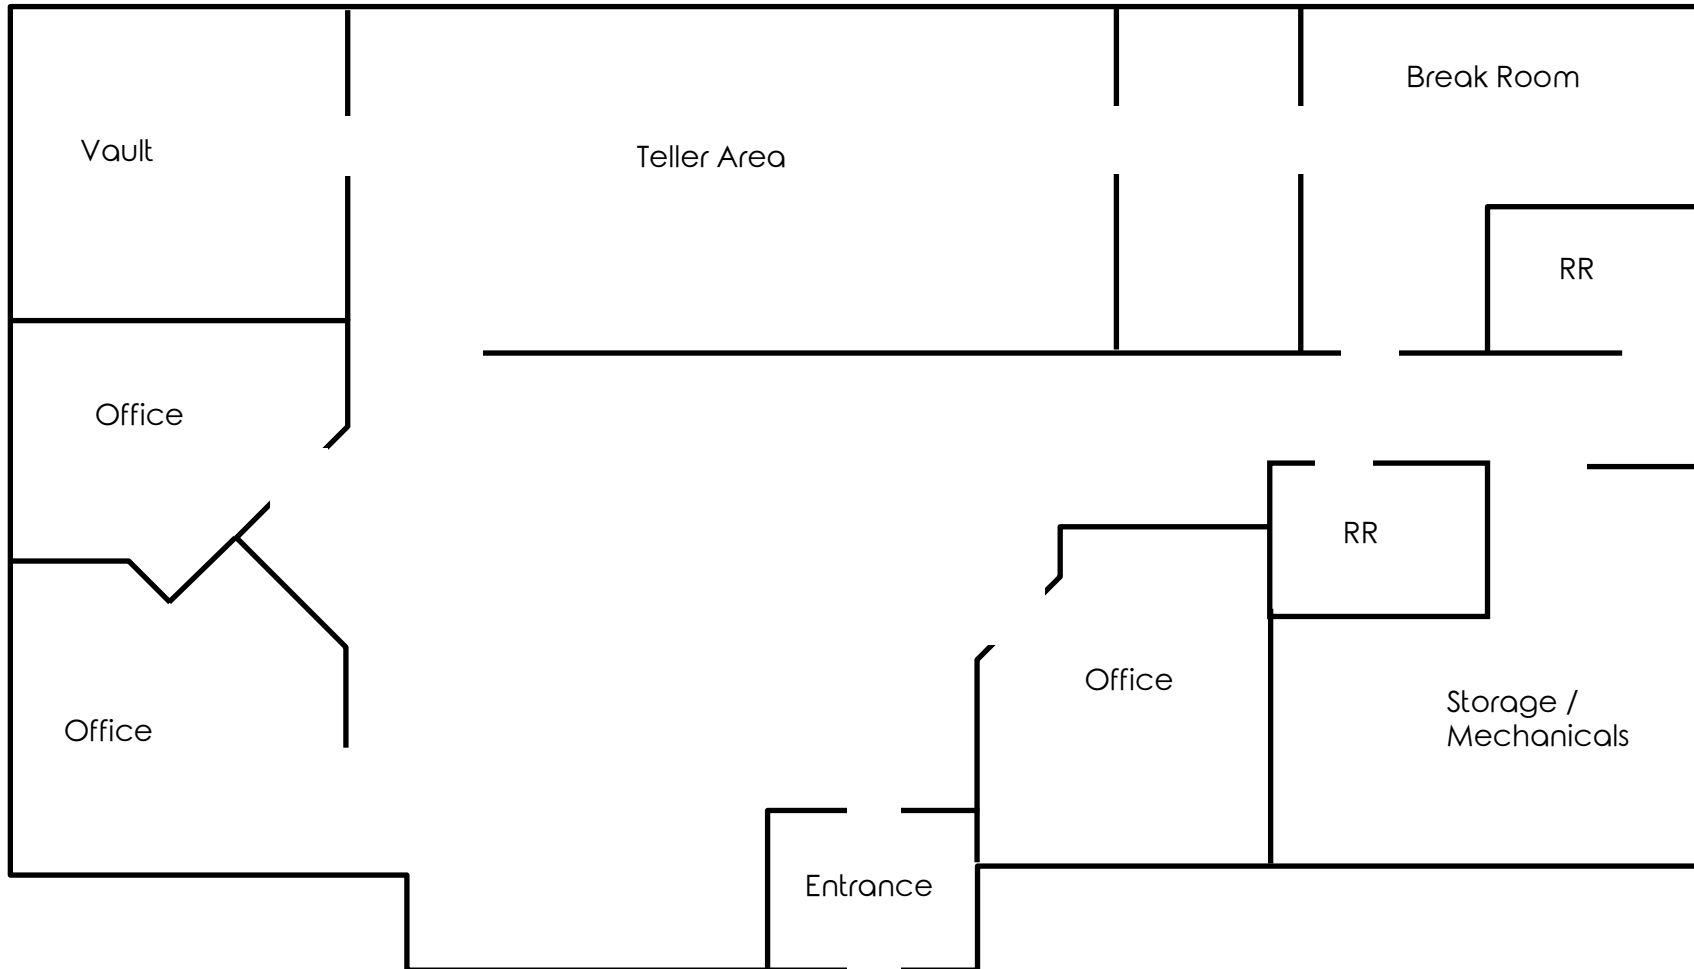 Break Room
Vault
Teller Area
RR
Office
RR
Office
Storage /
Mechanicals
Office
Entrance